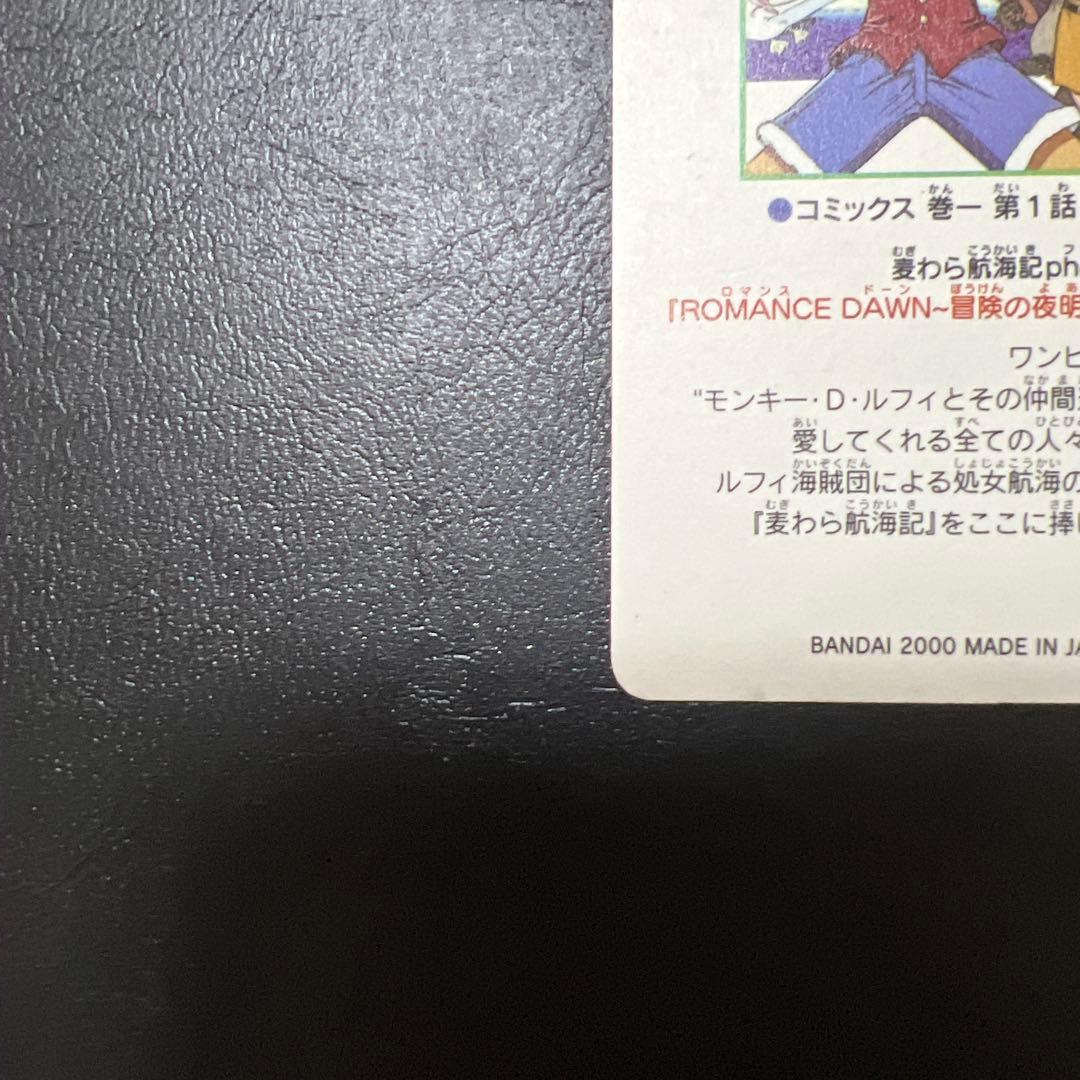 ●コミックス 巻一 第1話
麦わら航海記ph
『ROMANCE DAWN~冒険の夜明
ワンピ
“モンキー・D・ルフィとその仲間
愛してくれる全ての人々
ルフィ海賊団による処女航海の
『麦わら航海記』をここに捧
BANDAI 2000 MADE IN JA